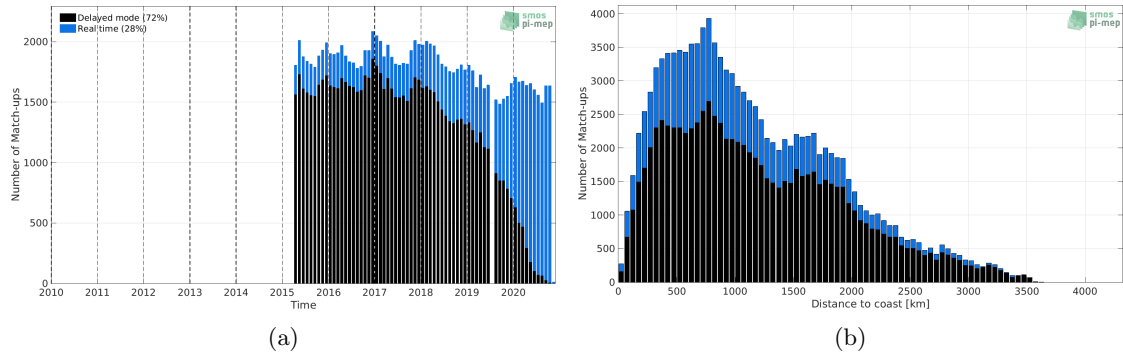 Delayed mode (72%)
Real time (28%)
smos
pi-mep
Number of Match-ups
2000
1500
1000
500
0
2010 2011 2012 2013 2014 2015 2016 2017 2018 2019 2020
Time
(a)
smos
pi-mep
Number of Match-ups
4000
3500
3000
2500
2000
1500
1000
500
0
0 500 1000 1500 2000 2500 3000 3500 4000
Distance to coast [km]
(b)